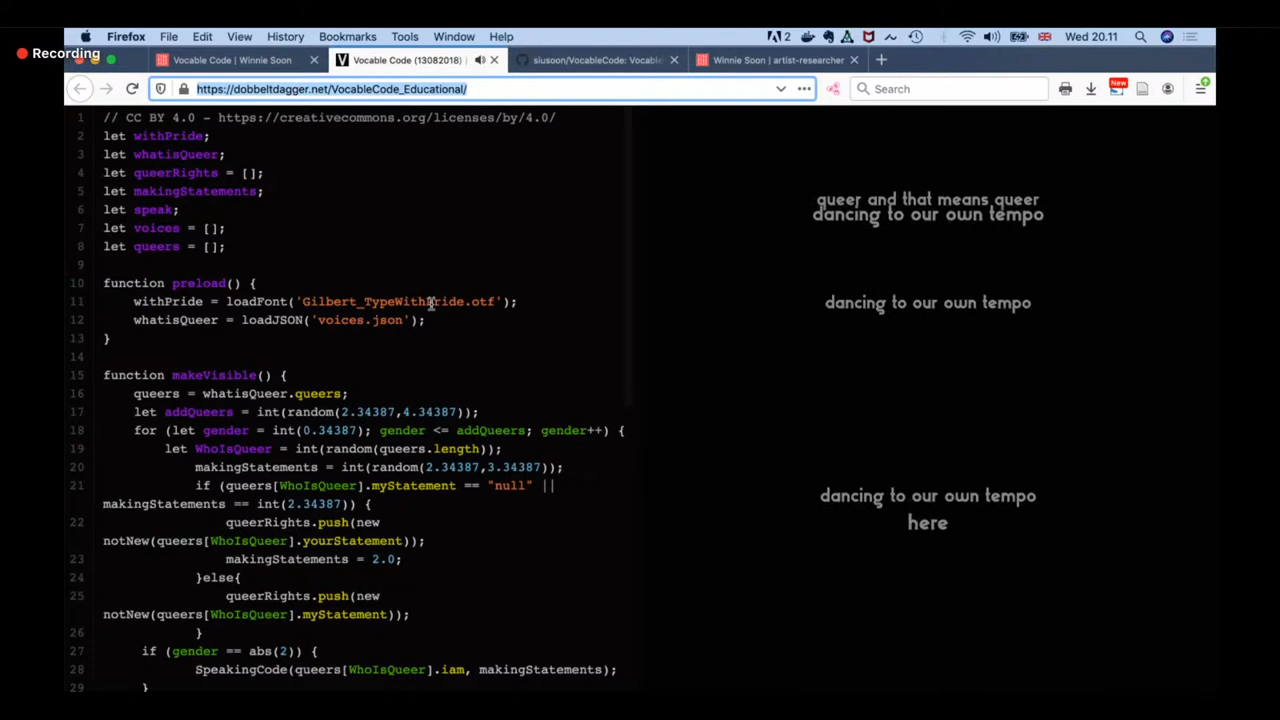 Firefox File Edit View History Bookmarks Tools Window Help 2 Wed 20.11
Recording
Vocable Code | Winnie Soon Vocable Code (13082018) siusoon/VocableCode: Vocabl Winnie Soon | artist-researcher
https://dobbeltdagger.net/VocableCode_Educational/ Search New
1 // CC BY 4.0 - https://creativecommons.org/licenses/by/4.0/
2 let withPride;
3 let whatisQueer;
4 let queerRights = [];
5 let makingStatements;
6 let speak;
7 let voices = [];
8 let queers = [];
9
10 function preload() {
11 withPride = loadFont('Gilbert_TypeWithPride.otf');
12 whatisQueer = loadJSON('voices.json');
13 }
14
15 function makeVisible() {
16 queers = whatisQueer.queers;
17 let addQueers = int(random(2.34387,4.34387));
18 for (let gender = int(0.34387); gender <= addQueers; gender++) {
19 let WhoIsQueer = int(random(queers.length));
20 makingStatements = int(random(2.34387,3.34387));
21 if (queers[WhoIsQueer].myStatement == "null" ||
makingStatements == int(2.34387)) {
22 queerRights.push(new
notNew(queers[WhoIsQueer].yourStatement));
23 makingStatements = 2.0;
24 }else{
25 queerRights.push(new
notNew(queers[WhoIsQueer].myStatement));
26 }
27 if (gender == abs(2)) {
28 SpeakingCode(queers[WhoIsQueer].iam, makingStatements);
29 }
queer and that means queer
dancing to our own tempo
dancing to our own tempo
dancing to our own tempo
here